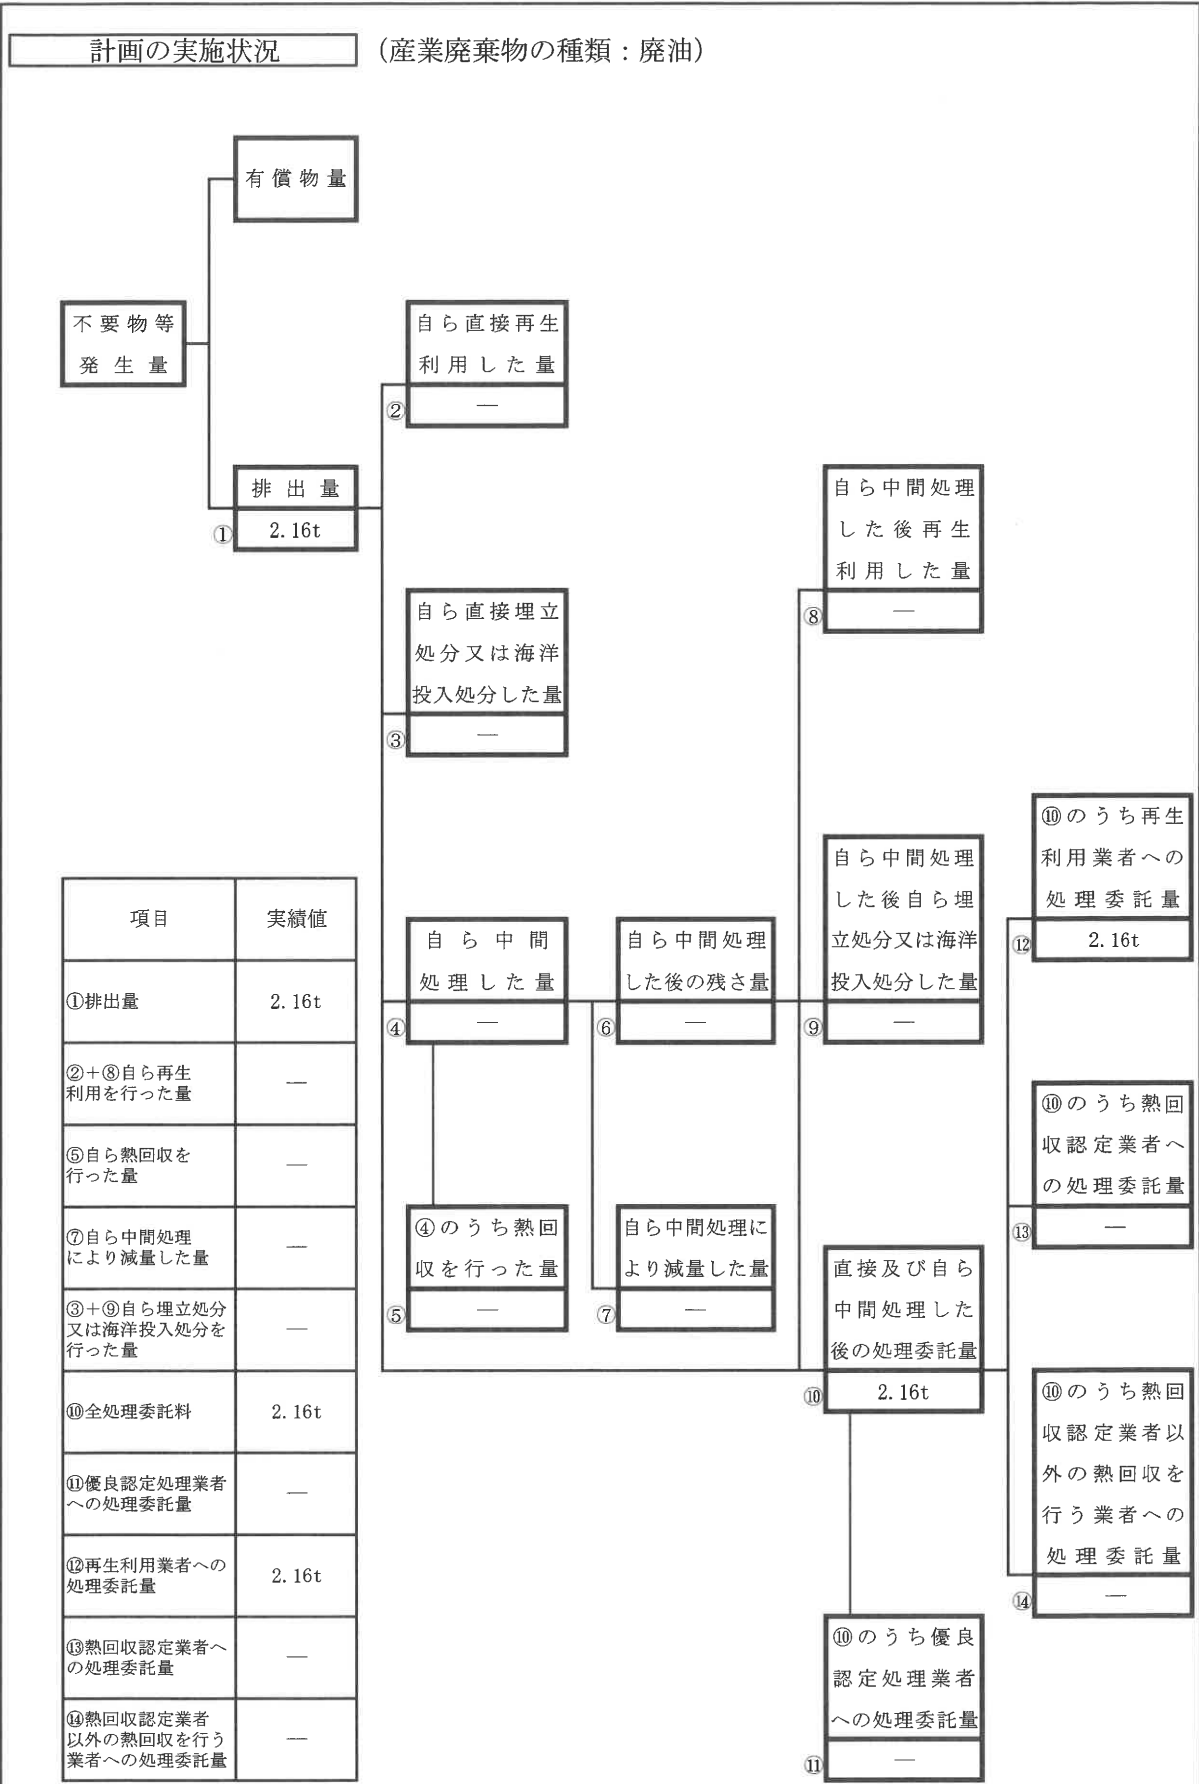 計画の実施状況
（産業廃棄物の種類：廃油）
有償物量
不要物等
発生量
自ら直接再生
利用した量
②
―
排出量
①
2.16t
自ら中間処理
した後再生
利用した量
⑧
―
自ら直接埋立
処分又は海洋
投入処分した量
③
―
⑩のうち再生
利用業者への
処理委託量
⑫
2.16t
自ら中間
処理した量
④
―
自ら中間処理
した後の残さ量
⑥
―
自ら中間処理
した後自ら埋
立処分又は海洋
投入処分した量
⑨
―
⑩のうち熱回
収認定業者へ
の処理委託量
⑬
―
④のうち熱回
収を行った量
⑤
―
自ら中間処理に
より減量した量
⑦
―
直接及び自ら
中間処理した
後の処理委託量
⑩
2.16t
⑩のうち熱回
収認定業者以
外の熱回収を
行う業者への
処理委託量
⑭
―
⑩のうち優良
認定処理業者
への処理委託量
⑪
―
項目 実績値
①排出量 2.16t
②＋⑧自ら再生
利用を行った量
―
⑤自ら熱回収を
行った量
―
⑦自ら中間処理
により減量した量
―
③＋⑨自ら埋立処分
又は海洋投入処分を
行った量
―
⑩全処理委託料 2.16t
⑪優良認定処理業者
への処理委託量
―
⑫再生利用業者への
処理委託量
2.16t
⑬熱回収認定業者へ
の処理委託量
―
⑭熱回収認定業者
以外の熱回収を行う
業者への処理委託量
―